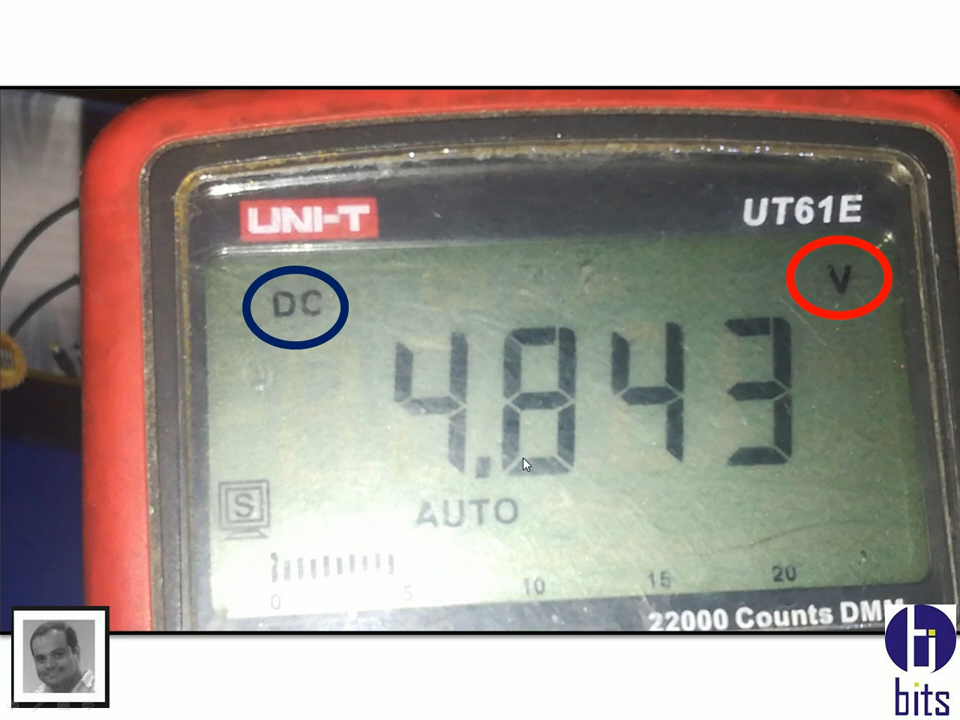 UNI-T
UT61E
DC
V
4.843
S
AUTO
0 5 10 15 20
22000 Counts DMM
bits